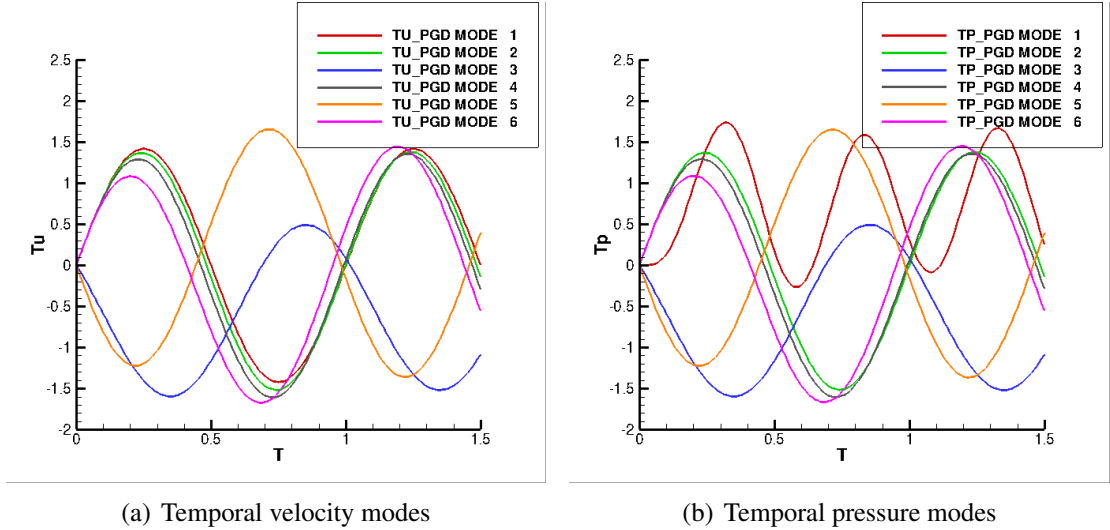 TU_PGD MODE 1
TU_PGD MODE 2
TU_PGD MODE 3
TU_PGD MODE 4
TU_PGD MODE 5
TU_PGD MODE 6
2.5
2
1.5
1
0.5
0
-0.5
-1
-1.5
-2
Tu
0 0.5 1 1.5
T
(a) Temporal velocity modes
TP_PGD MODE 1
TP_PGD MODE 2
TP_PGD MODE 3
TP_PGD MODE 4
TP_PGD MODE 5
TP_PGD MODE 6
2.5
2
1.5
1
0.5
0
-0.5
-1
-1.5
-2
Tp
0 0.5 1 1.5
T
(b) Temporal pressure modes